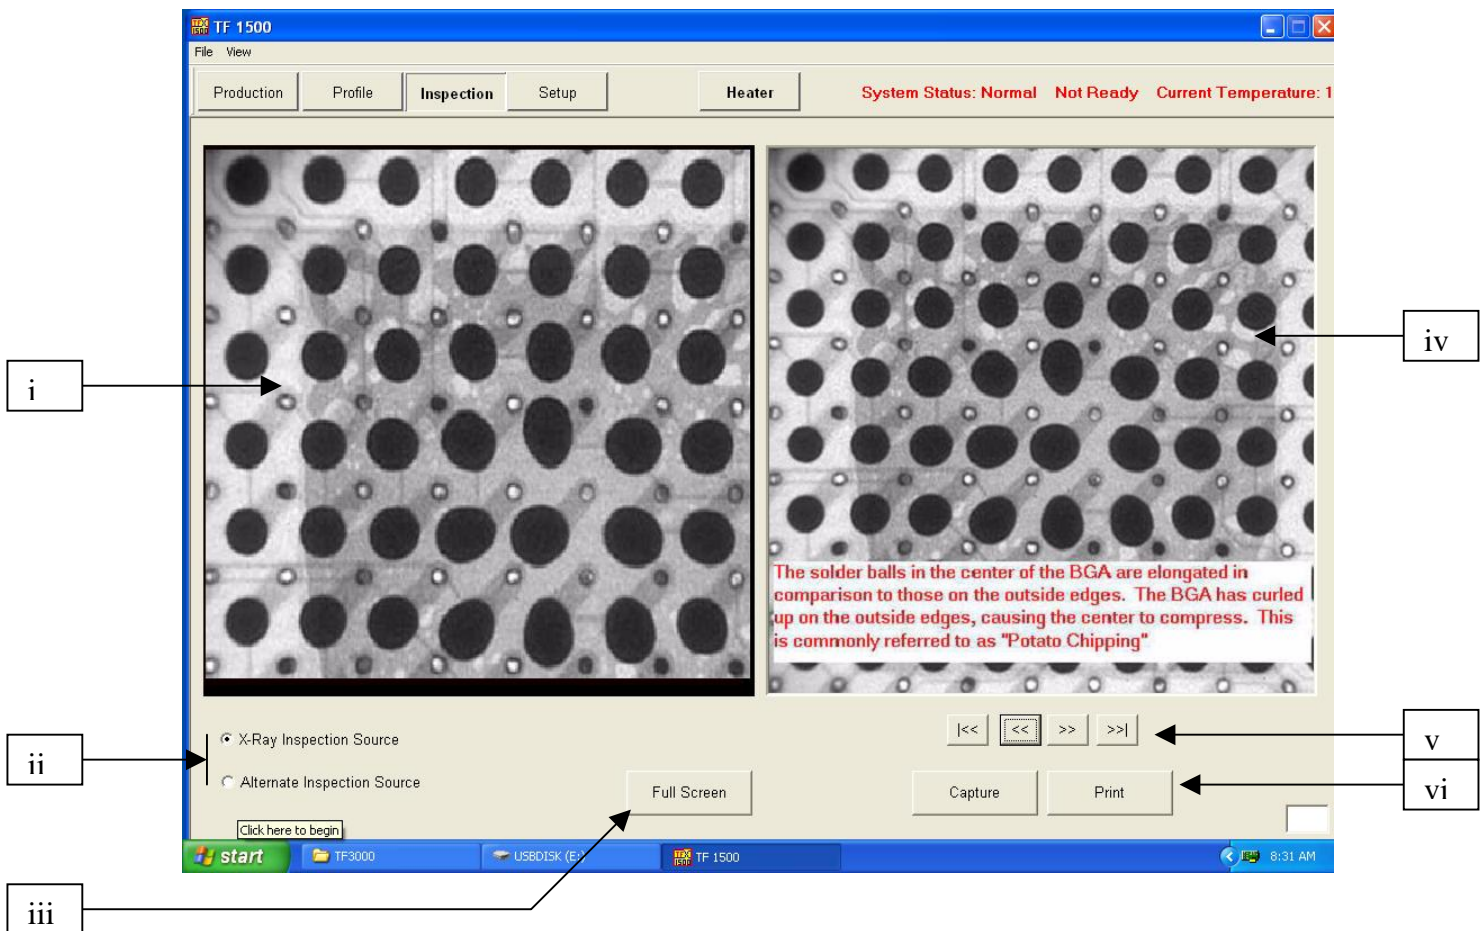 TF 1500
File View
Production Profile Inspection Setup Heater System Status: Normal Not Ready Current Temperature: 1
i
iv
The solder balls in the center of the BGA are elongated in
comparison to those on the outside edges. The BGA has curled
up on the outside edges, causing the center to compress. This
is commonly referred to as "Potato Chipping"
|<< << >> >>|
v
X-Ray Inspection Source
ii
Alternate Inspection Source
Full Screen Capture Print
vi
Click here to begin
start TF3000 USBDISK (E:) TF 1500 8:31 AM
iii